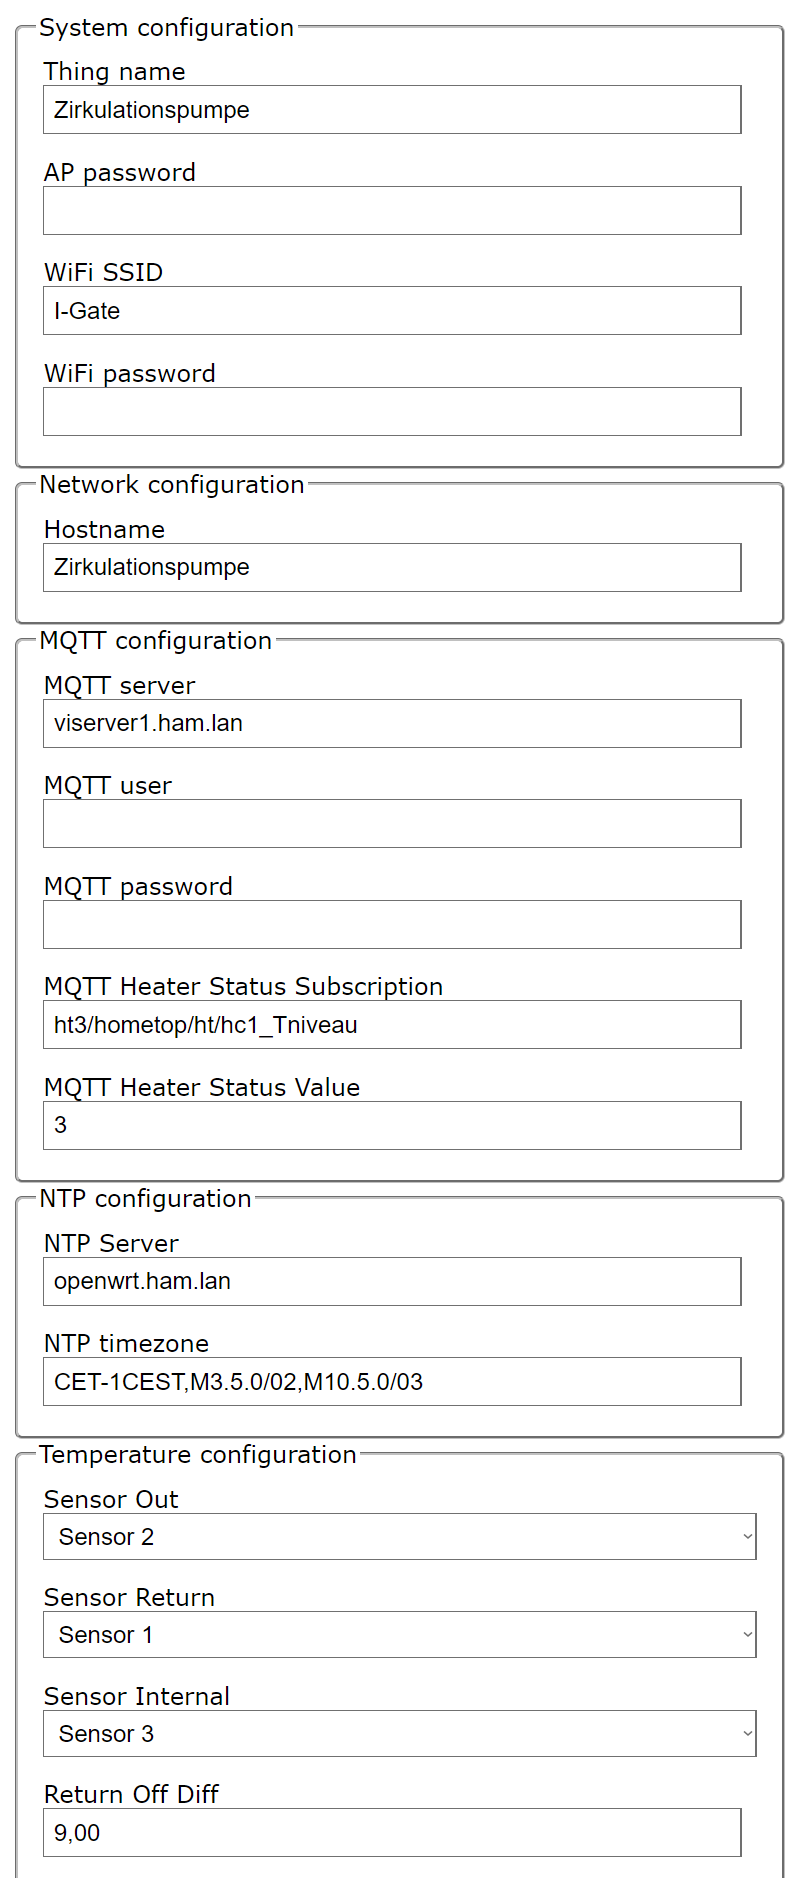 System configuration
Thing name
Zirkulationspumpe
AP password
WiFi SSID
I-Gate
WiFi password
Network configuration
Hostname
Zirkulationspumpe
MQTT configuration
MQTT server
viserver1.ham.lan
MQTT user
MQTT password
MQTT Heater Status Subscription
ht3/hometop/ht/hc1_Tniveau
MQTT Heater Status Value
3
NTP configuration
NTP Server
openwrt.ham.lan
NTP timezone
CET-1CEST,M3.5.0/02,M10.5.0/03
Temperature configuration
Sensor Out
Sensor 2
Sensor Return
Sensor 1
Sensor Internal
Sensor 3
Return Off Diff
9,00